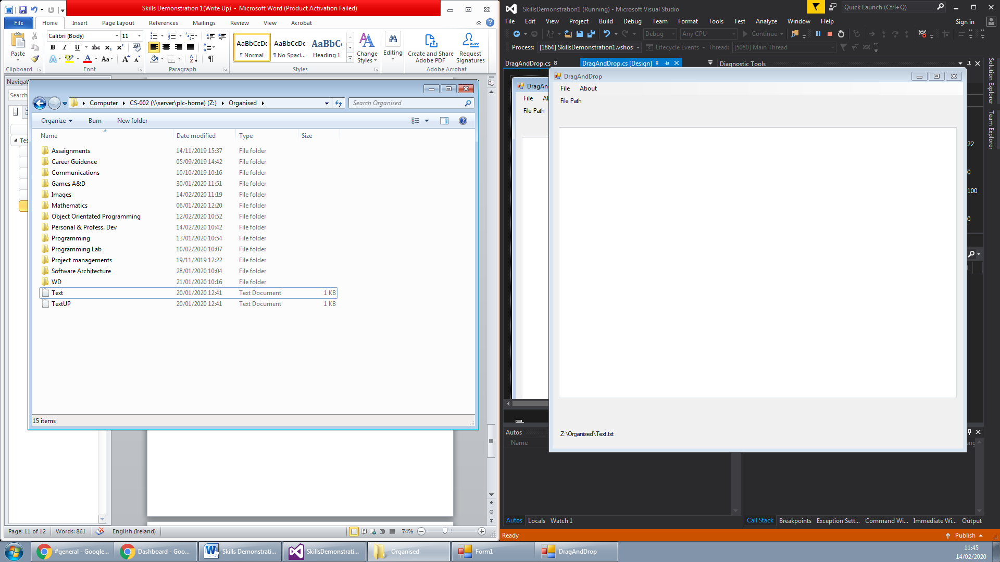 Skills Demonstration 1(Write Up) - Microsoft Word (Product Activation Failed)
File Home Insert Page Layout References Mailings Review View Acrobat
Calibri (Body) 11
Paste
AaBbCcDc AaBbCcDc AaBbCc
¶ Normal ¶ No Spaci... Heading 1
Change Styles
Editing
Create and Share Adobe PDF
Request Signatures
Clipboard Font Paragraph Styles Adobe Acrobat
Search
Computer CS-002 (\\server\plc-home) (Z:) Organised
Search Organised
Organize Burn New folder
Name Date modified Type Size
Assaignments 14/11/2019 15:37 File folder
Career Guidence 05/09/2019 14:42 File folder
Communications 10/10/2019 10:16 File folder
Games A&D 30/01/2020 11:51 File folder
Images 14/02/2020 11:19 File folder
Mathematics 06/01/2020 12:20 File folder
Object Orientated Programming 12/02/2020 10:52 File folder
Personal & Profess. Dev 14/02/2020 10:42 File folder
Programming 13/01/2020 10:54 File folder
Programming Lab 10/02/2020 10:07 File folder
Project managements 19/11/2019 12:22 File folder
Software Architecture 28/01/2020 10:04 File folder
WD 21/01/2020 10:16 File folder
Text 20/01/2020 12:41 Text Document 1 KB
TextUP 20/01/2020 12:41 Text Document 1 KB
15 items
Page: 11 of 12 Words: 861 English (Ireland) 74%
SkillsDemonstration1 (Running) - Microsoft Visual Studio
Quick Launch (Ctrl+Q)
File Edit View Project Build Debug Team Format Tools Test Analyze Window Help Sign in
Debug Any CPU Continue
Process: [1864] SkillsDemonstration1.vshos Lifecycle Events Thread: [5080] Main Thread
DragAndDrop.cs DragAndDrop.cs [Design] Diagnostic Tools
Solution Explorer
Team Explorer
DragAn
File Ab
File Path
DragAndDrop
File About
File Path
Z:\Organised\Text.txt
22
0
100
0
Autos
Name
Autos Locals Watch 1
Call Stack Breakpoints Exception Sett... Command Wi... Immediate Wi... Output
Ready Publish
#general - Google... Dashboard - Goo... Skills Demonstrati... SkillsDemonstrati... Organised Form1 DragAndDrop
11:45
14/02/2020